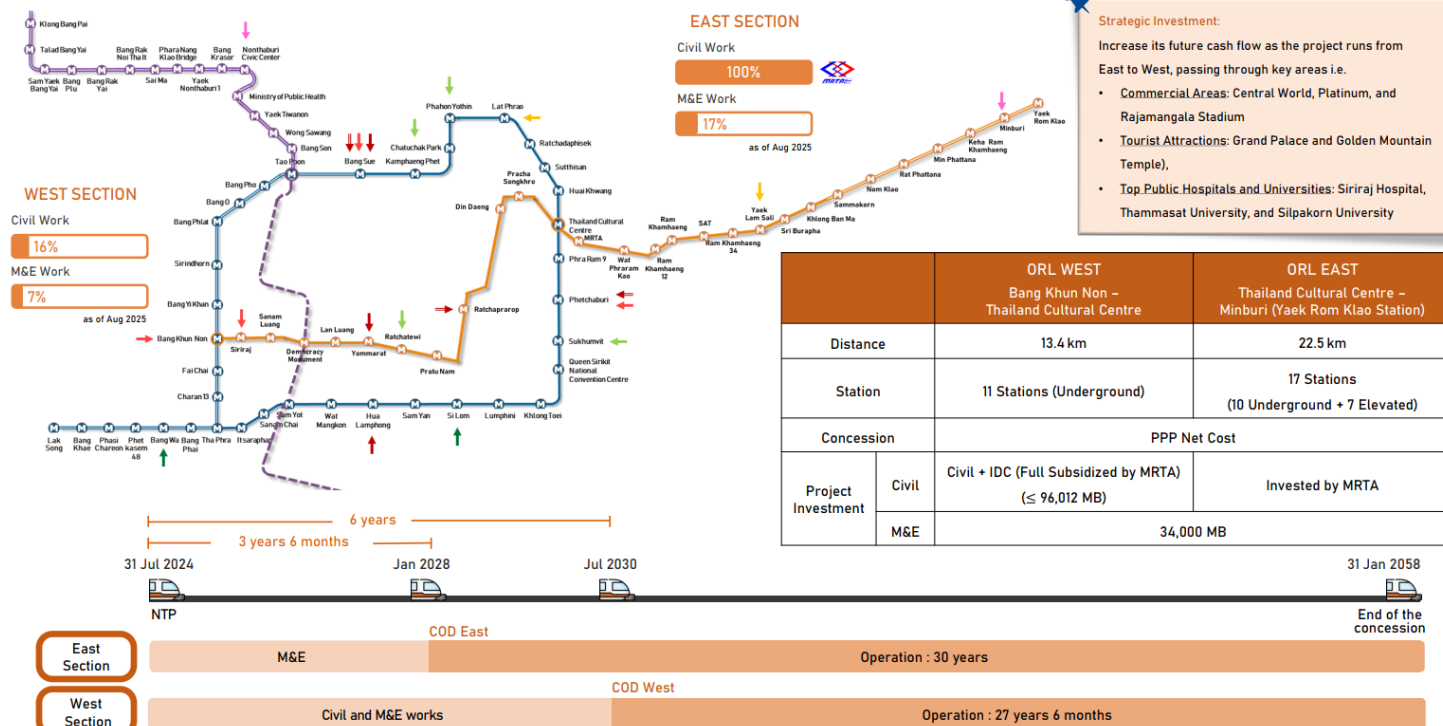 Klong Bang Pai
Talad Bang Yai
Sam Yaek
Bang Yai
Bang
Plu
Bang Rak
Yai
Bang Rak
Noi Tha It
Sai Ma
Phara Nang
Klao Bridge
Yaek
Nonthaburi 1
Bang
Krasor
Nonthaburi
Civic Center
Ministry of Public Health
Yaek Tiwanon
Wong Sawang
Bang Son
Tao Poon
Bang Sue
Kamphaeng Phet
Chatuchak Park
Phahon Yothin
Lat Phrao
Ratchadaphisek
Sutthisan
Huai Khwang
Thailand Cultural
Centre
MRTA
Phra Ram 9
Phetchaburi
Sukhumvit
Queen Sirikit
National
Convention Centre
Khlong Toei
Lumphini
Si Lom
Sam Yan
Hua
Lamphong
Wat
Mangkon
Sam Yot
Sanam Chai
Itsaraphap
Tha Phra
Bang
Phai
Bang Wa
Phet
kasem
48
Phasi
Chareon
Bang
Khae
Lak
Song
Charan 13
Fai Chai
Bang Khun Non
Bang Yi Khan
Sirindhorn
Bang Phlat
Bang O
Bang Pho
Siriraj
Sanam
Luang
Democracy
Monument
Lan Luang
Yommarat
Ratchatewi
Pratu Nam
Ratchaprarop
Din Daeng
Pracha
Songkhro
Wat
Phraram
Kao
Ram
Khamhaeng
12
Ram
Khamhaeng
SAT
Ram Khamhaeng
34
Yaek
Lam Sali
Sri Burapha
Khlong Ban Ma
Sammakorn
Nom Klao
Rat Phattana
Min Phattana
Keha Ram
Khamhaeng
Minburi
Yaek
Rom Klao
WEST SECTION
Civil Work
16%
M&E Work
7%
as of Aug 2025
EAST SECTION
Civil Work
100%
MRTA
M&E Work
17%
as of Aug 2025
Strategic Investment:
Increase its future cash flow as the project runs from
East to West, passing through key areas i.e.
• Commercial Areas: Central World, Platinum, and
Rajamangala Stadium
• Tourist Attractions: Grand Palace and Golden Mountain
Temple),
• Top Public Hospitals and Universities: Siriraj Hospital,
Thammasat University, and Silpakorn University
ORL WEST
Bang Khun Non –
Thailand Cultural Centre
ORL EAST
Thailand Cultural Centre –
Minburi (Yaek Rom Klao Station)
Distance
13.4 km
22.5 km
Station
11 Stations (Underground)
17 Stations
(10 Underground + 7 Elevated)
Concession
PPP Net Cost
Project
Investment
Civil
Civil + IDC (Full Subsidized by MRTA)
(≤ 96,012 MB)
Invested by MRTA
M&E
34,000 MB
6 years
3 years 6 months
31 Jul 2024
Jan 2028
Jul 2030
31 Jan 2058
NTP
End of the
concession
COD East
East
Section
M&E
Operation : 30 years
COD West
West
Section
Civil and M&E works
Operation : 27 years 6 months